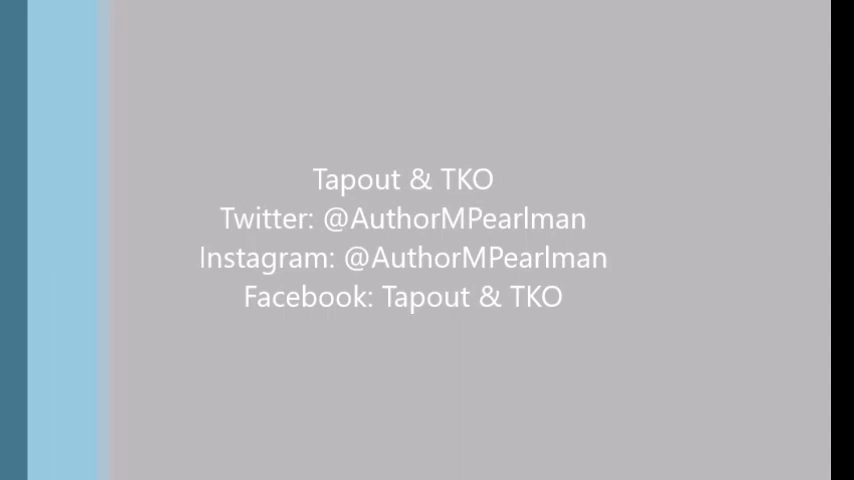 Tapout & TKO
Twitter: @AuthorMPearlman
Instagram: @AuthorMPearlman
Facebook: Tapout & TKO